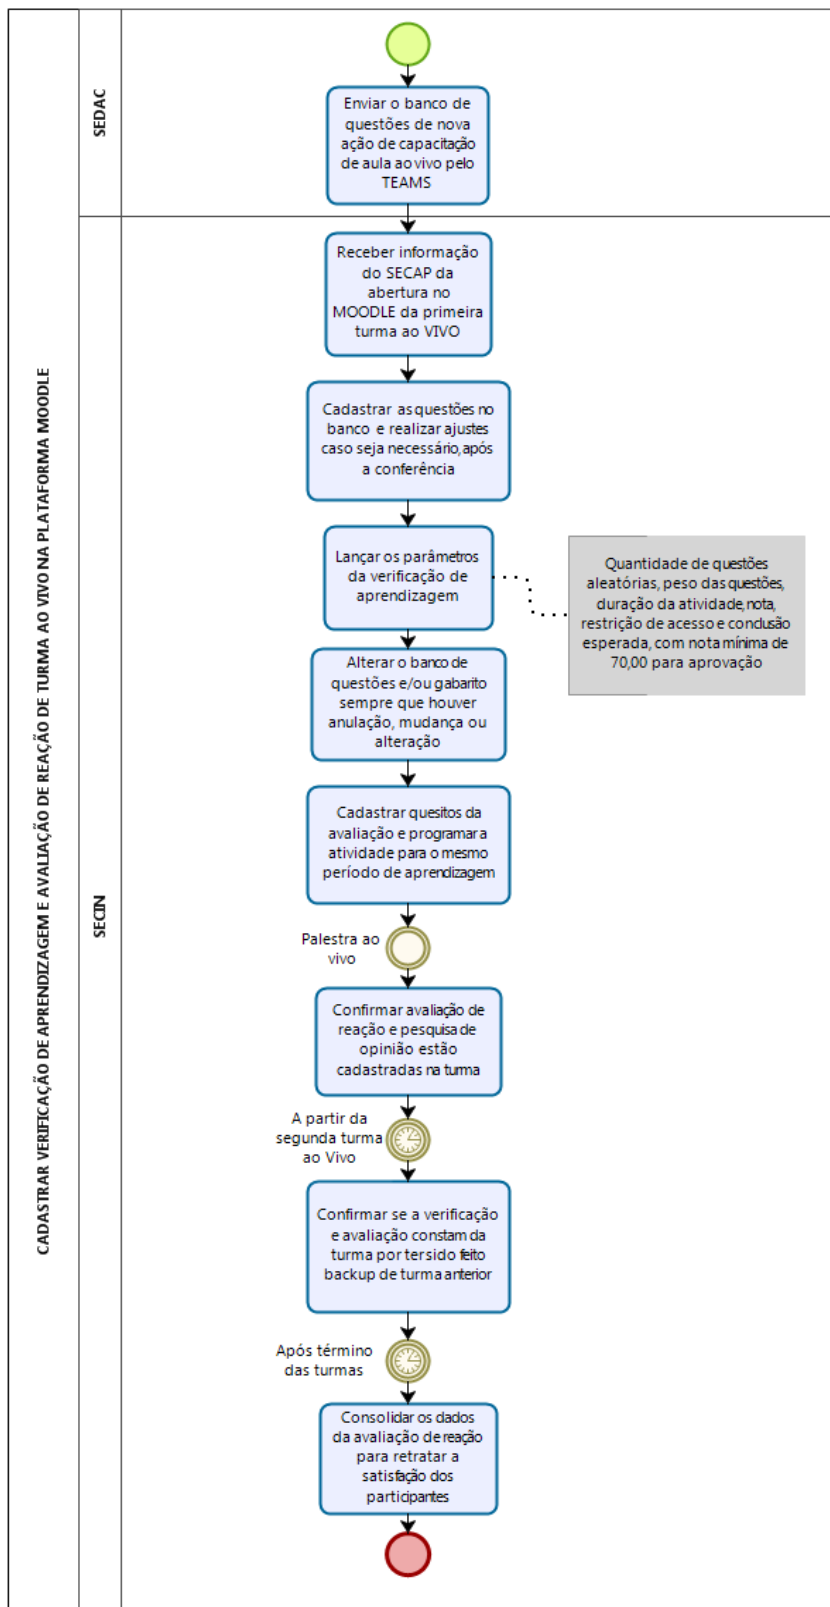 CADASTRAR VERIFICAÇÃO DE APRENDIZAGEM E AVALIAÇÃO DE REAÇÃO DE TURMA AO VIVO NA PLATAFORMA MOODLE
SEDAC
Enviar o banco de
questões de nova
ação de capacitação
de aula ao vivo pelo
TEAMS
SECIN
Receber informação
do SECAP da
abertura no
MOODLE da primeira
turma ao VIVO
Cadastrar as questões no
banco e realizar ajustes
caso seja necessário, após
a conferência
Lançar os parâmetros
da verificação de
aprendizagem
Quantidade de questões
aleatórias, peso das questões,
duração da atividade, nota,
restrição de acesso e conclusão
esperada, com nota mínima de
70,00 para aprovação
Alterar o banco de
questões e/ou gabarito
sempre que houver
anulação, mudança ou
alteração
Cadastrar quesitos da
avaliação e programar a
atividade para o mesmo
período de aprendizagem
Palestra ao
vivo
Confirmar avaliação de
reação e pesquisa de
opinião estão
cadastradas na turma
A partir da
segunda turma
ao Vivo
Confirmar se a verificação
e avaliação constam da
turma por ter sido feito
backup de turma anterior
Após término
das turmas
Consolidar os dados
da avaliação de reação
para retratar a
satisfação dos
participantes